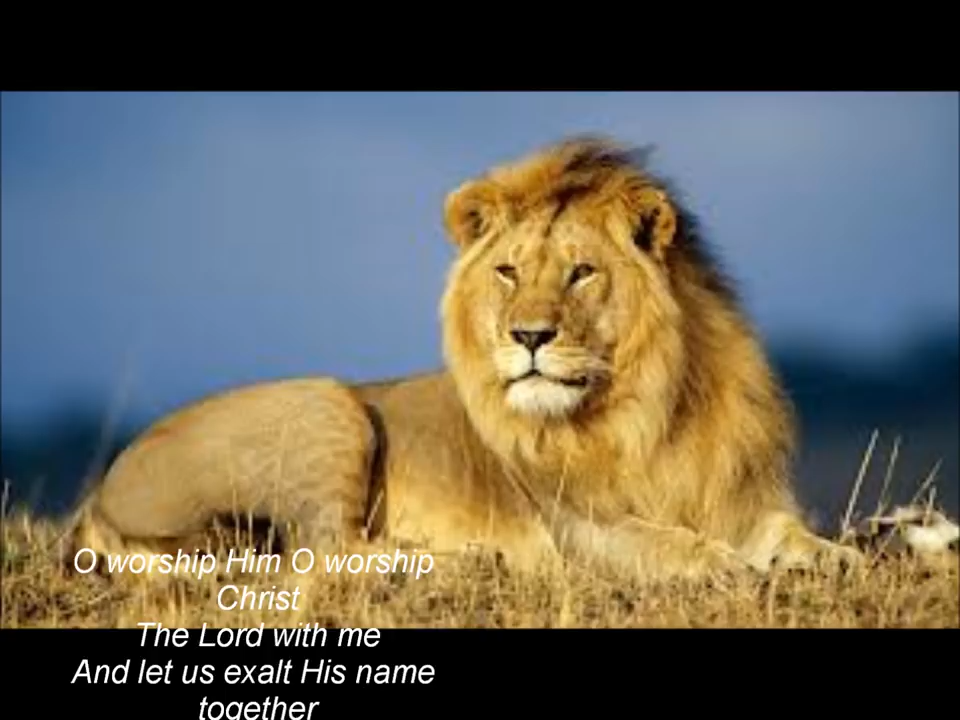 O worship Him O worship
Christ
The Lord with me
And let us exalt His name
together